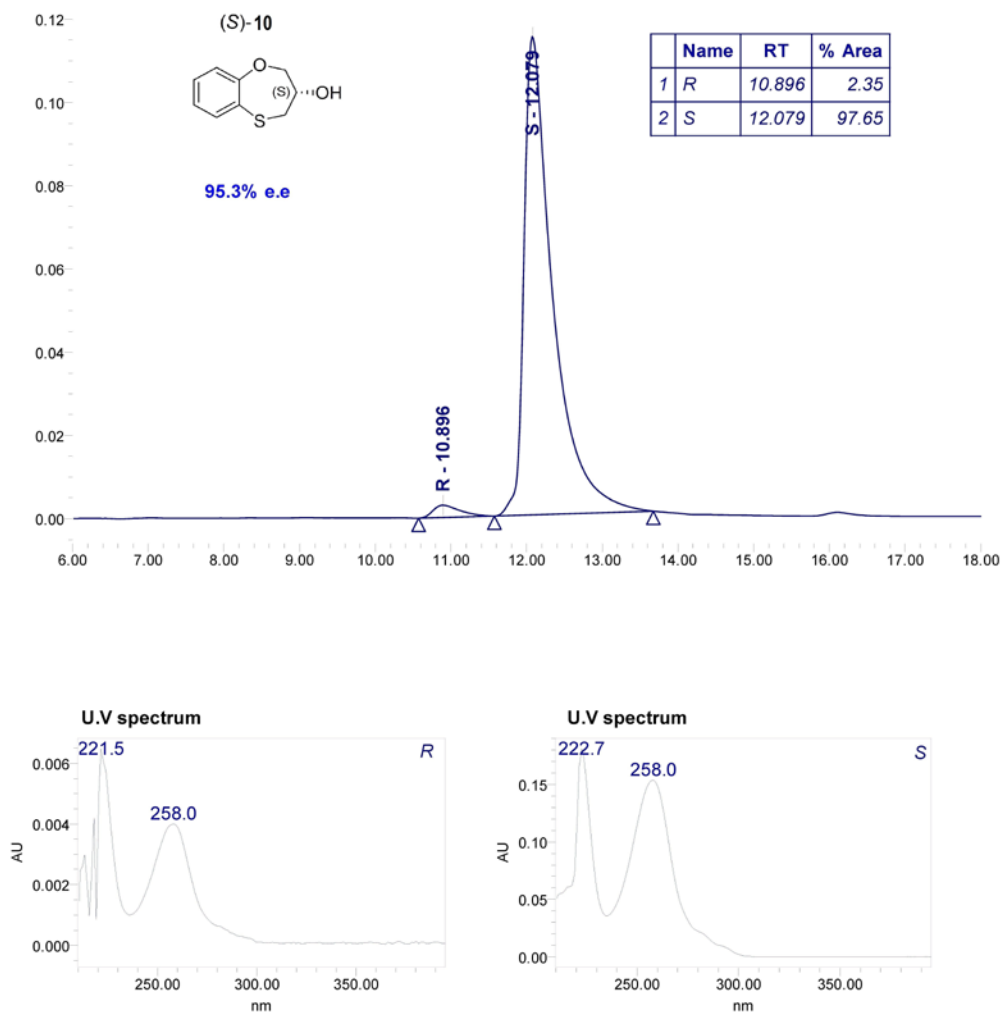 (S)-10
O
(S)
OH
S
95.3% e.e
Name RT % Area
1 R 10.896 2.35
2 S 12.079 97.65
S - 12.079
R - 10.896
0.12
0.10
0.08
0.06
0.04
0.02
0.00
6.00 7.00 8.00 9.00 10.00 11.00 12.00 13.00 14.00 15.00 16.00 17.00 18.00
U.V spectrum
221.5
R
258.0
0.006
0.004
0.002
0.000
AU
250.00 300.00 350.00
nm
U.V spectrum
222.7
S
258.0
0.15
0.10
0.05
0.00
AU
250.00 300.00 350.00
nm